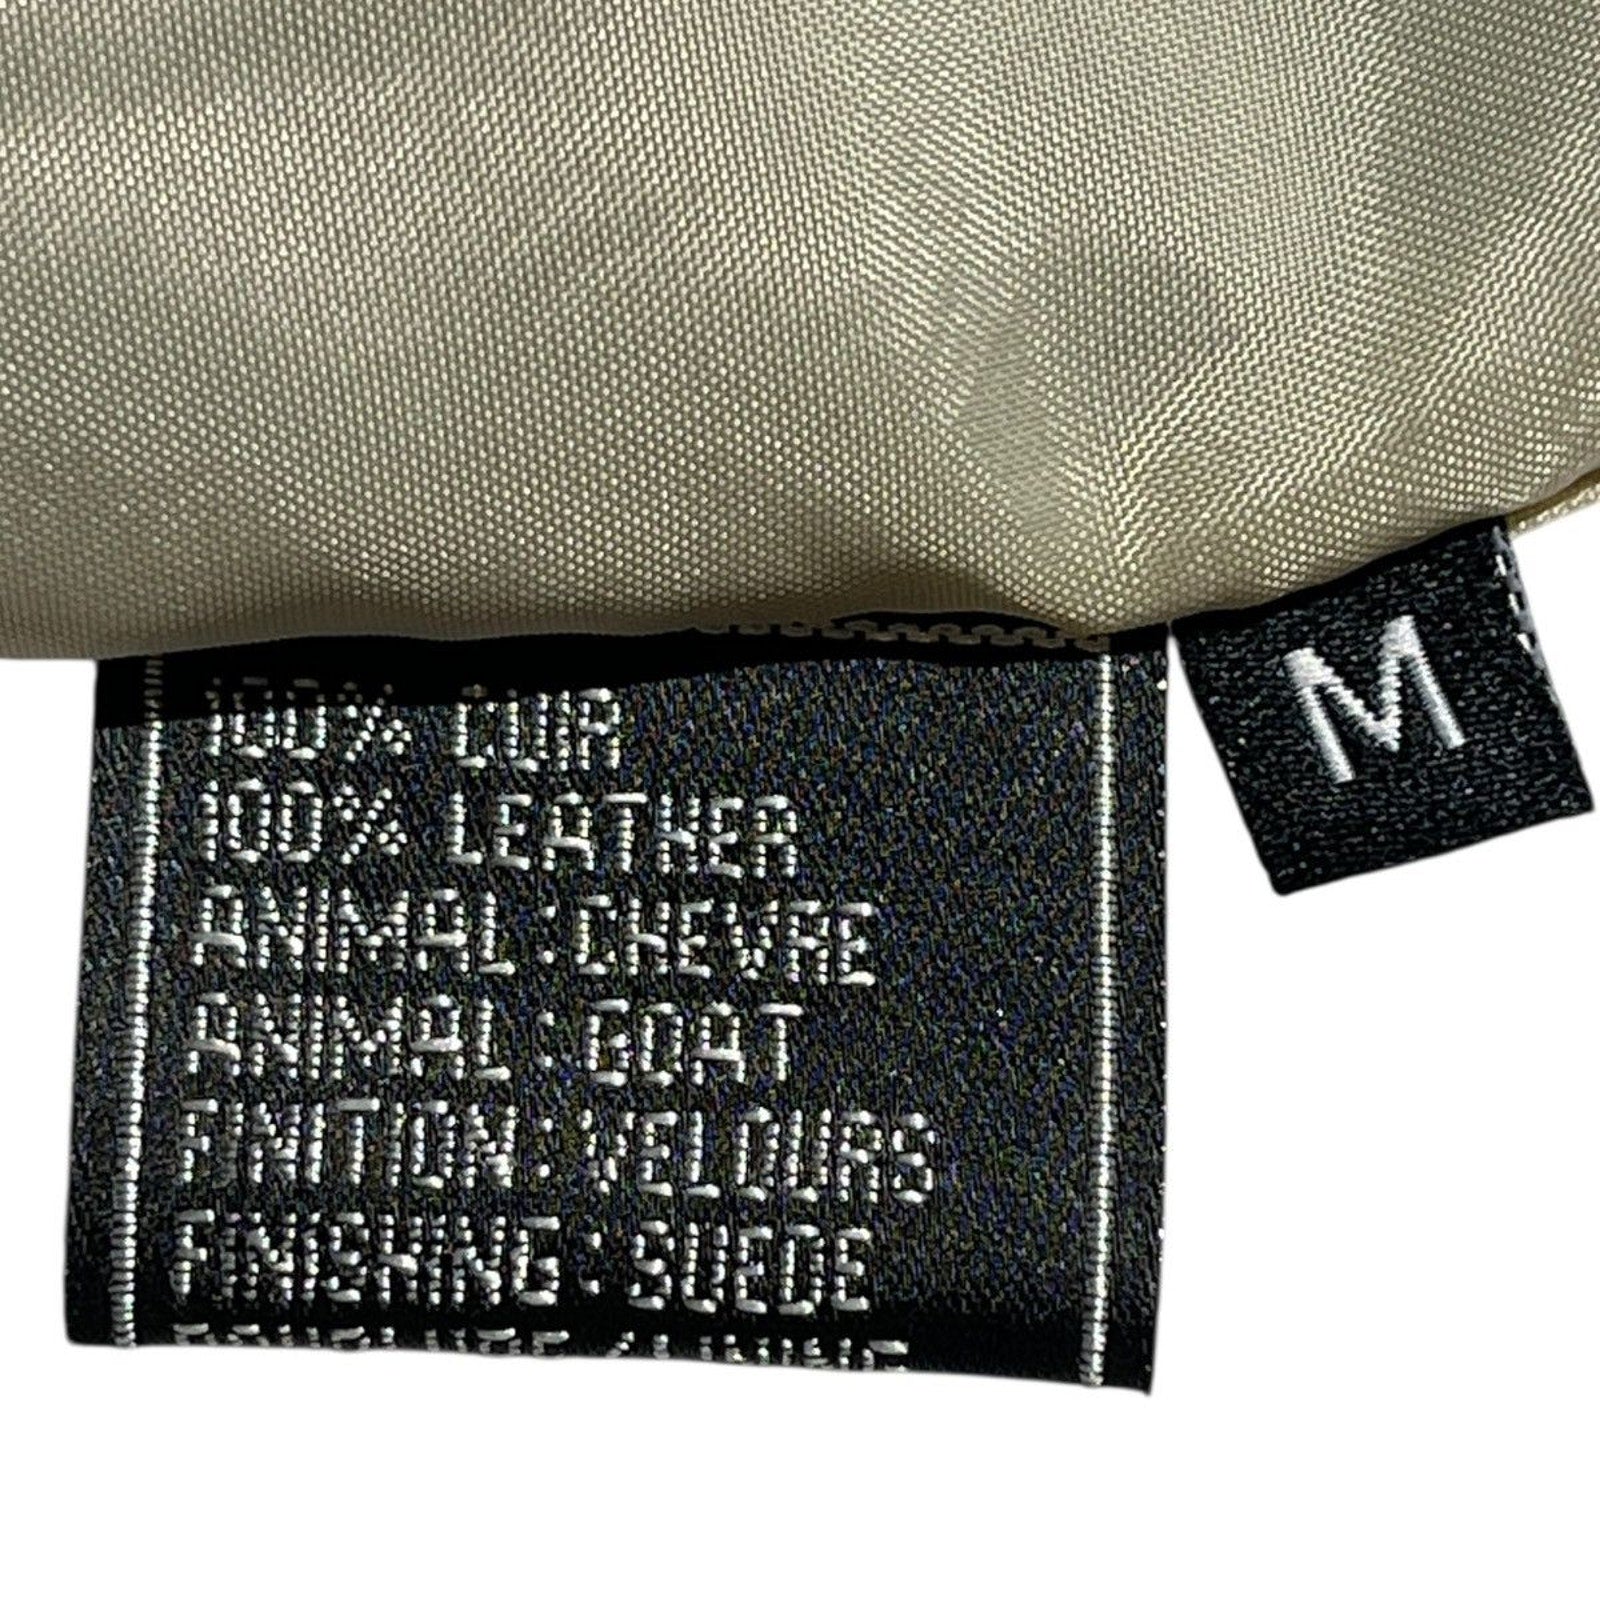 100% CUIR
100% LEATHER
ANIMAL:CHEVRE
ANIMAL:GOAT
FINITION:VELOURS
FINISHING:SUEDE
M